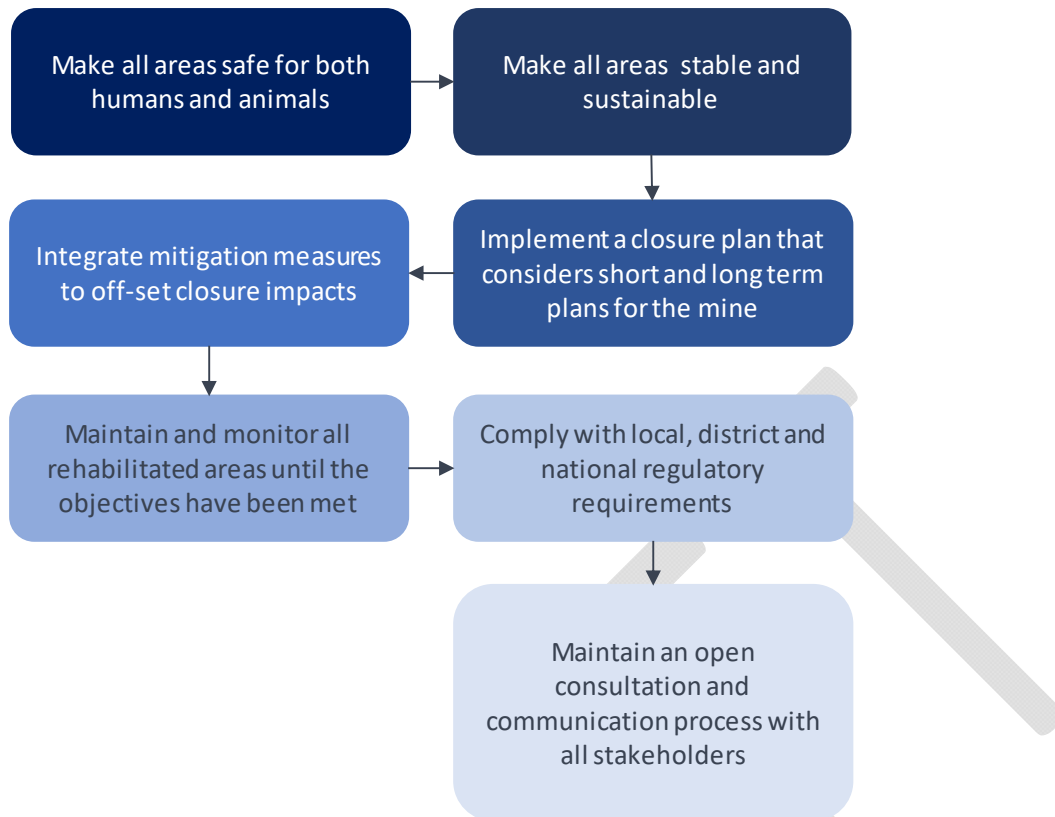 Make all areas safe for both
humans and animals
Make all areas stable and
sustainable
Implement a closure plan that
considers short and long term
plans for the mine
Integrate mitigation measures
to off-set closure impacts
Maintain and monitor all
rehabilitated areas until the
objectives have been met
Comply with local, district and
national regulatory
requirements
Maintain an open
consultation and
communication process with
all stakeholders